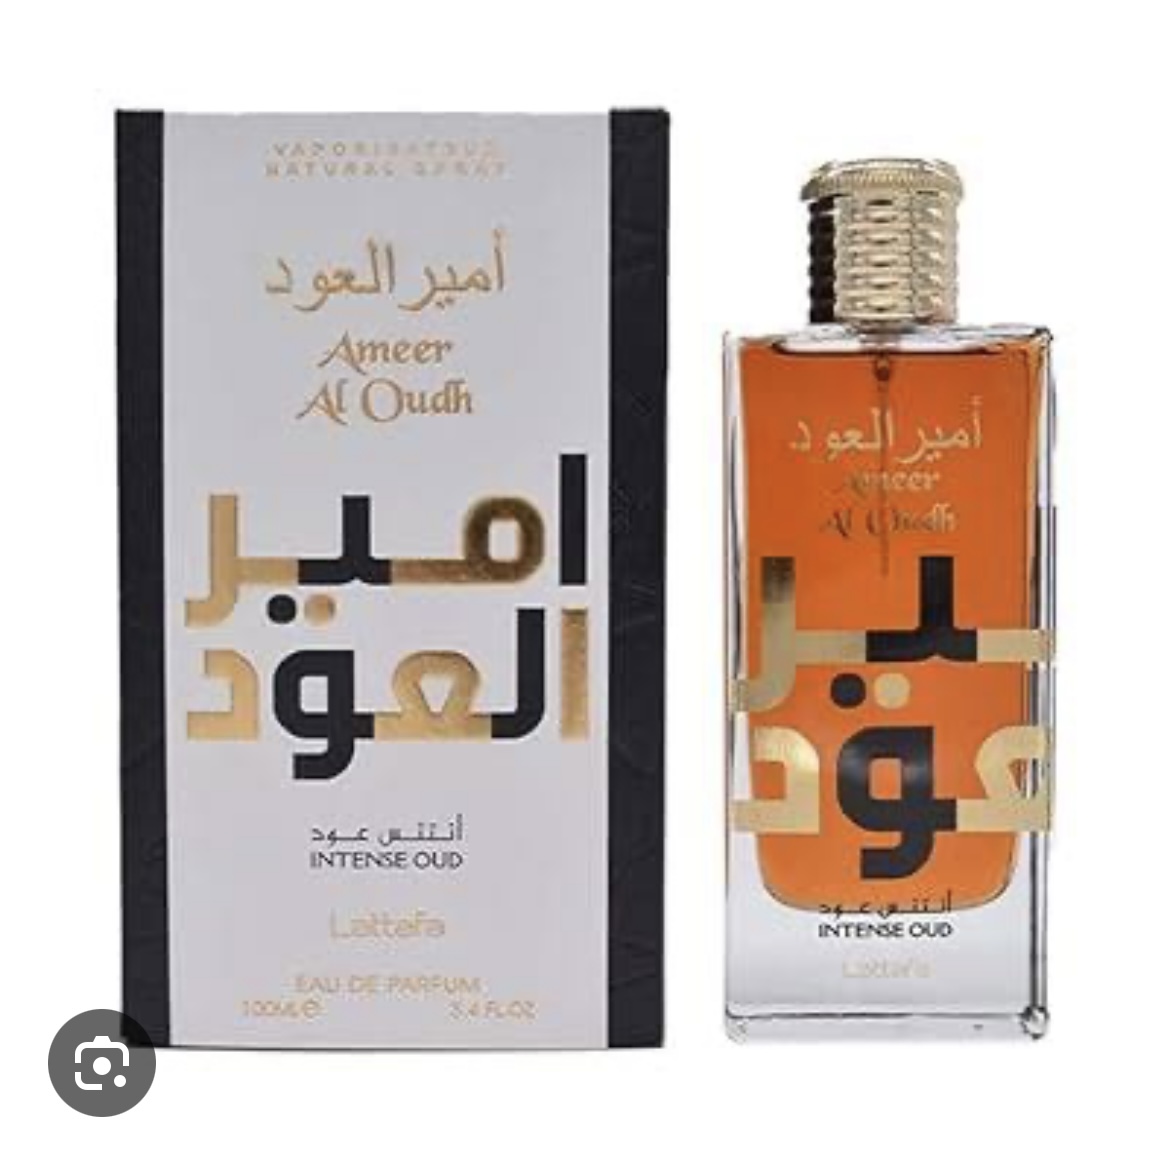 VAPORISATEUR
NATURAL SPRAY
أمير العود
Ameer
Al Oudh
امير
العود
أنتنس عود
INTENSE OUD
Lattafa
EAU DE PARFUM
100ML e 3.4 FL.OZ
أمير العود
Ameer
Al Oudh
ير
عود
أنتنس عود
INTENSE OUD
Lattafa